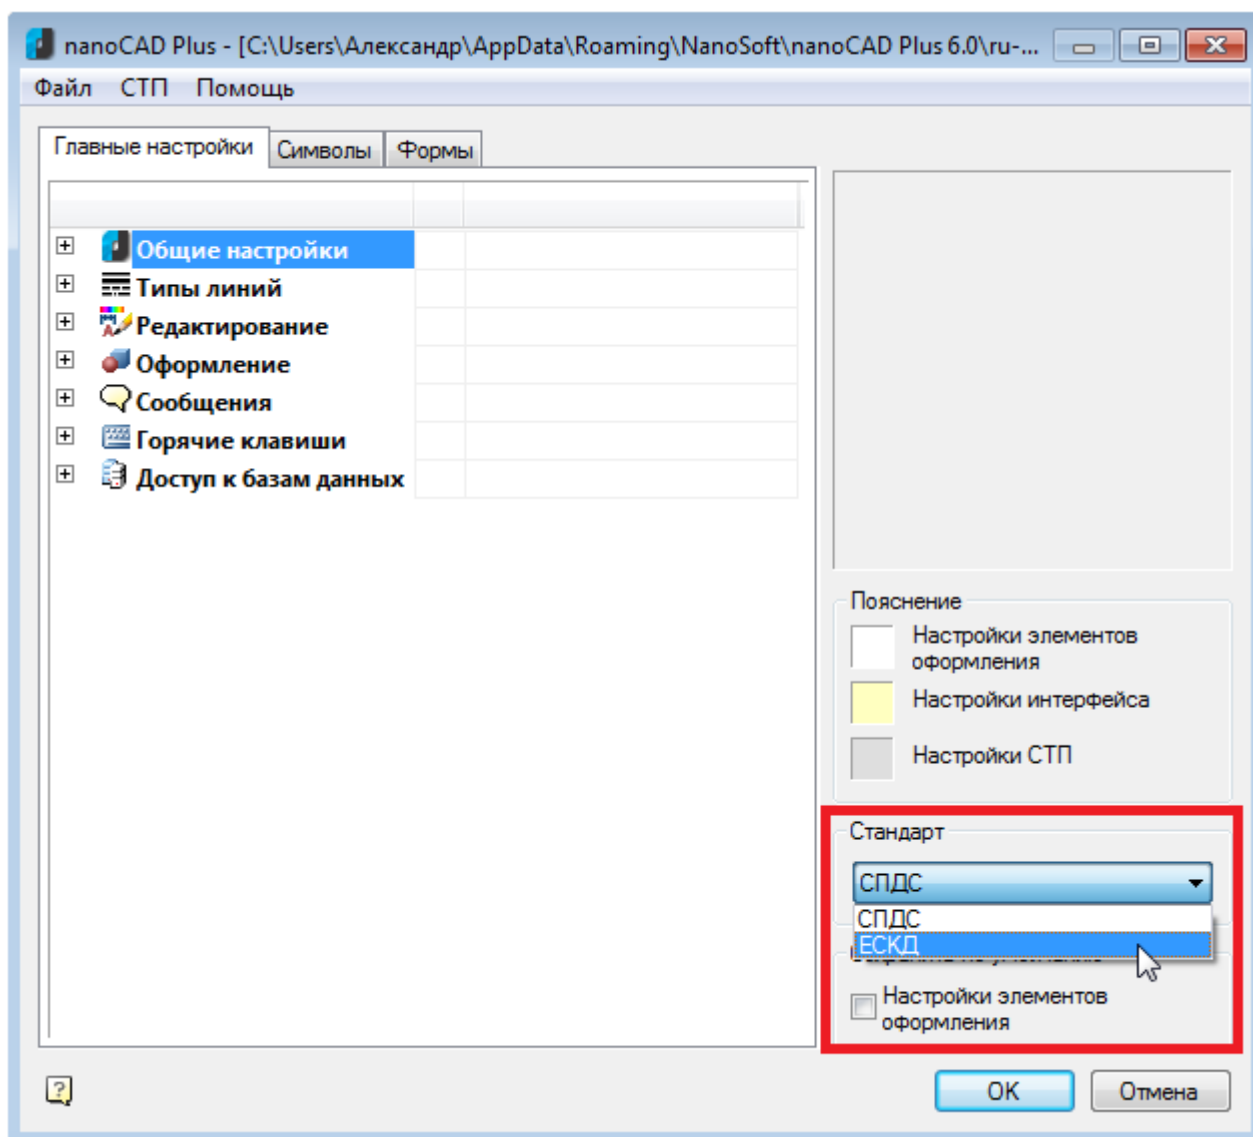 nanoCAD Plus - [C:\Users\Александр\AppData\Roaming\NanoSoft\nanoCAD Plus 6.0\ru-...
Файл СТП Помощь
Главные настройки Символы Формы
Общие настройки
Типы линий
Редактирование
Оформление
Сообщения
Горячие клавиши
Доступ к базам данных
Пояснение
Настройки элементов
оформления
Настройки интерфейса
Настройки СТП
Стандарт
СПДС
СПДС
ЕСКД
Настройки элементов
оформления
OK Отмена